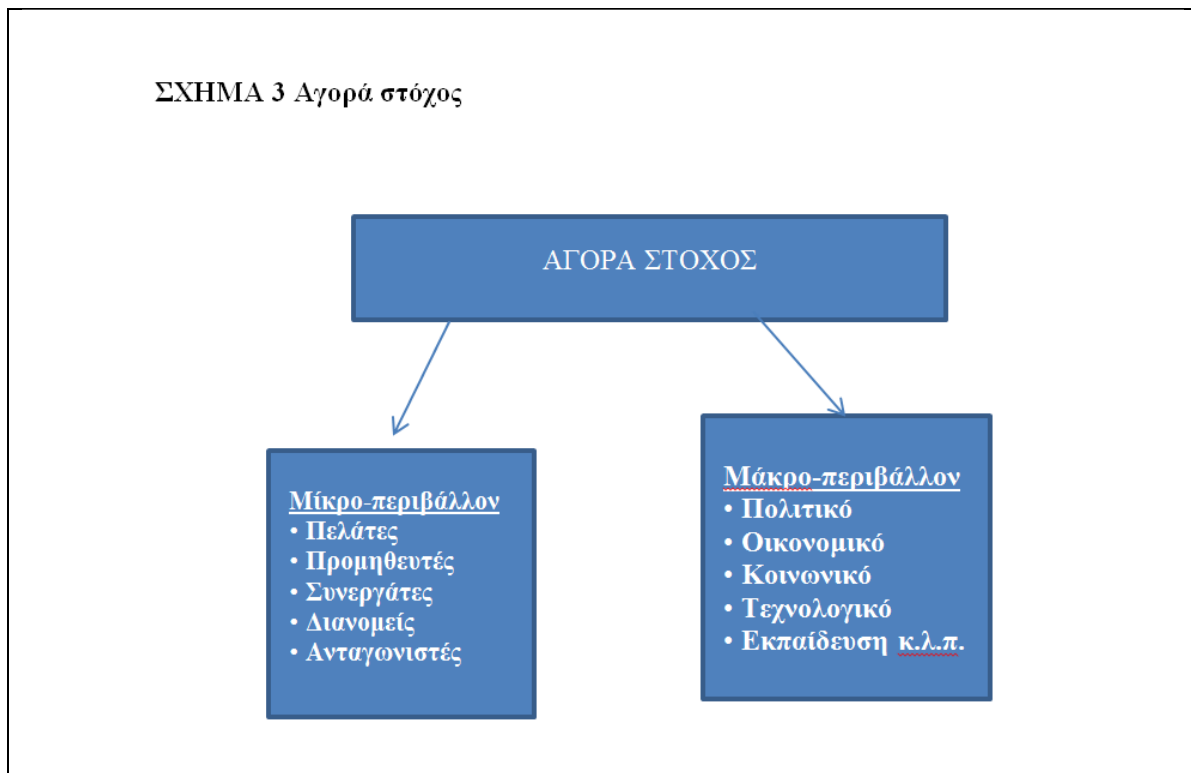 ΣΧΗΜΑ 3 Αγορά στόχος
ΑΓΟΡΑ ΣΤΟΧΟΣ
Μίκρο-περιβάλλον
• Πελάτες
• Προμηθευτές
• Συνεργάτες
• Διανομείς
• Ανταγωνιστές
Μάκρο-περιβάλλον
• Πολιτικό
• Οικονομικό
• Κοινωνικό
• Τεχνολογικό
• Εκπαίδευση κ.λ.π.